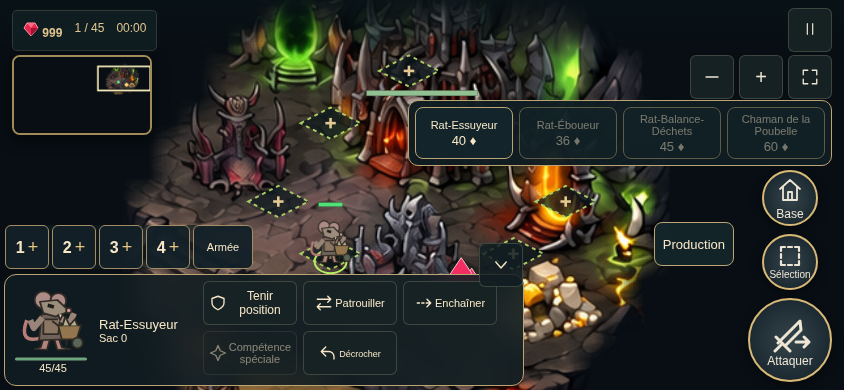 999 1 / 45 00:00
Rat-Essuyeur
40
Rat-Éboueur
36
Rat-Balance-
Déchets
45
Chaman de la
Poubelle
60
Base
1 + 2 + 3 + 4 + Armée
Production
Sélection
Rat-Essuyeur
Sac 0
45/45
Tenir
position
Patrouiller
Enchaîner
Compétence
spéciale
Décrocher
Attaquer